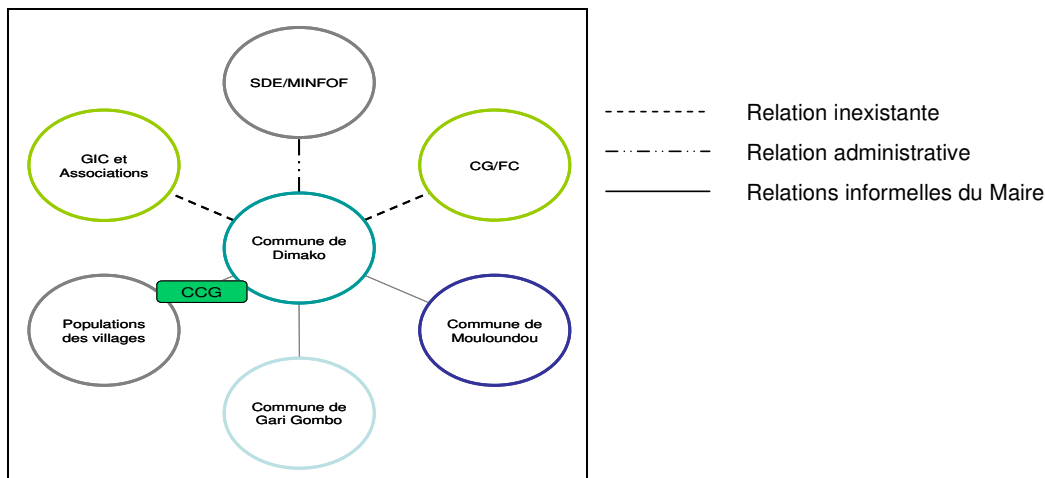 SDE/MINFOF
GIC et
Associations
CG/FC
Commune de
Dimako
CCG
Populations
des villages
Commune de
Mouloundou
Commune de
Gari Gombo
Relation inexistante
Relation administrative
Relations informelles du Maire